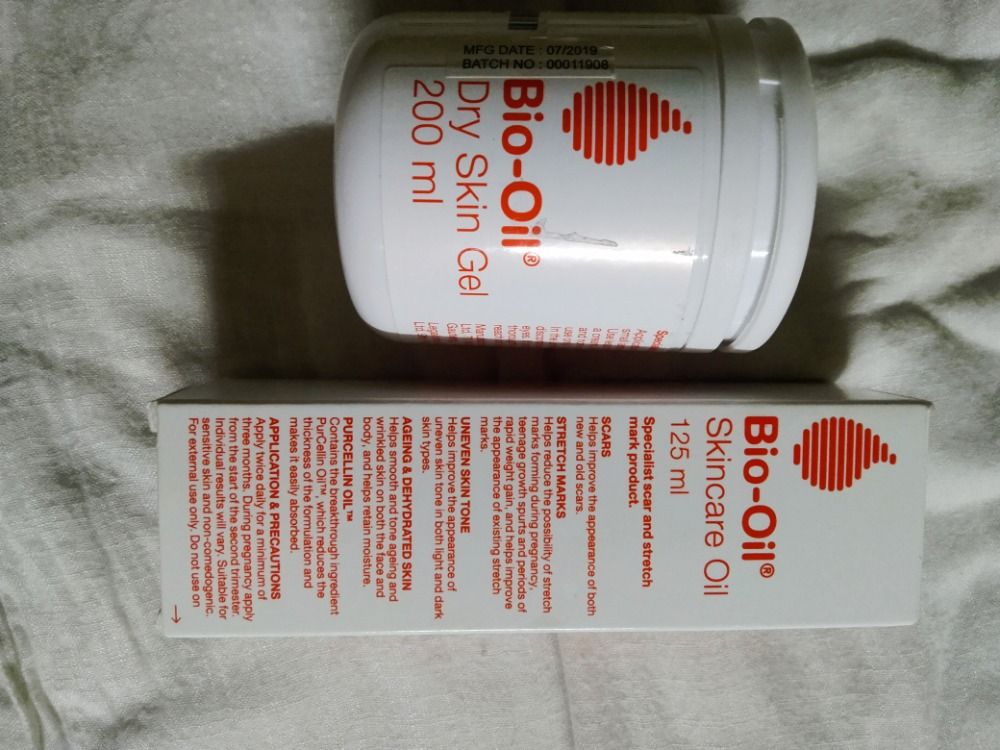 MFG DATE : 07/2019
BATCH NO : 00011908
Bio-Oil®
Dry Skin Gel
200 ml
Bio-Oil®
Skincare Oil
125 ml
Specialist scar and stretch
mark product.
SCARS
Helps improve the appearance of both
new and old scars.
STRETCH MARKS
Helps reduce the possibility of stretch
marks forming during pregnancy,
teenage growth spurts and periods of
rapid weight gain, and helps improve
the appearance of existing stretch
marks.
UNEVEN SKIN TONE
Helps improve the appearance of
uneven skin tone in both light and dark
skin types.
AGEING & DEHYDRATED SKIN
Helps smooth and tone ageing and
wrinkled skin on both the face and
body, and helps retain moisture.
PURCELLIN OIL™
Contains the breakthrough ingredient
PurCellin Oil™, which reduces the
thickness of the formulation and
makes it easily absorbed.
APPLICATION & PRECAUTIONS
Apply twice daily for a minimum of
three months. During pregnancy apply
from the start of the second trimester.
Individual results will vary. Suitable for
sensitive skin and non-comedogenic.
For external use only. Do not use on